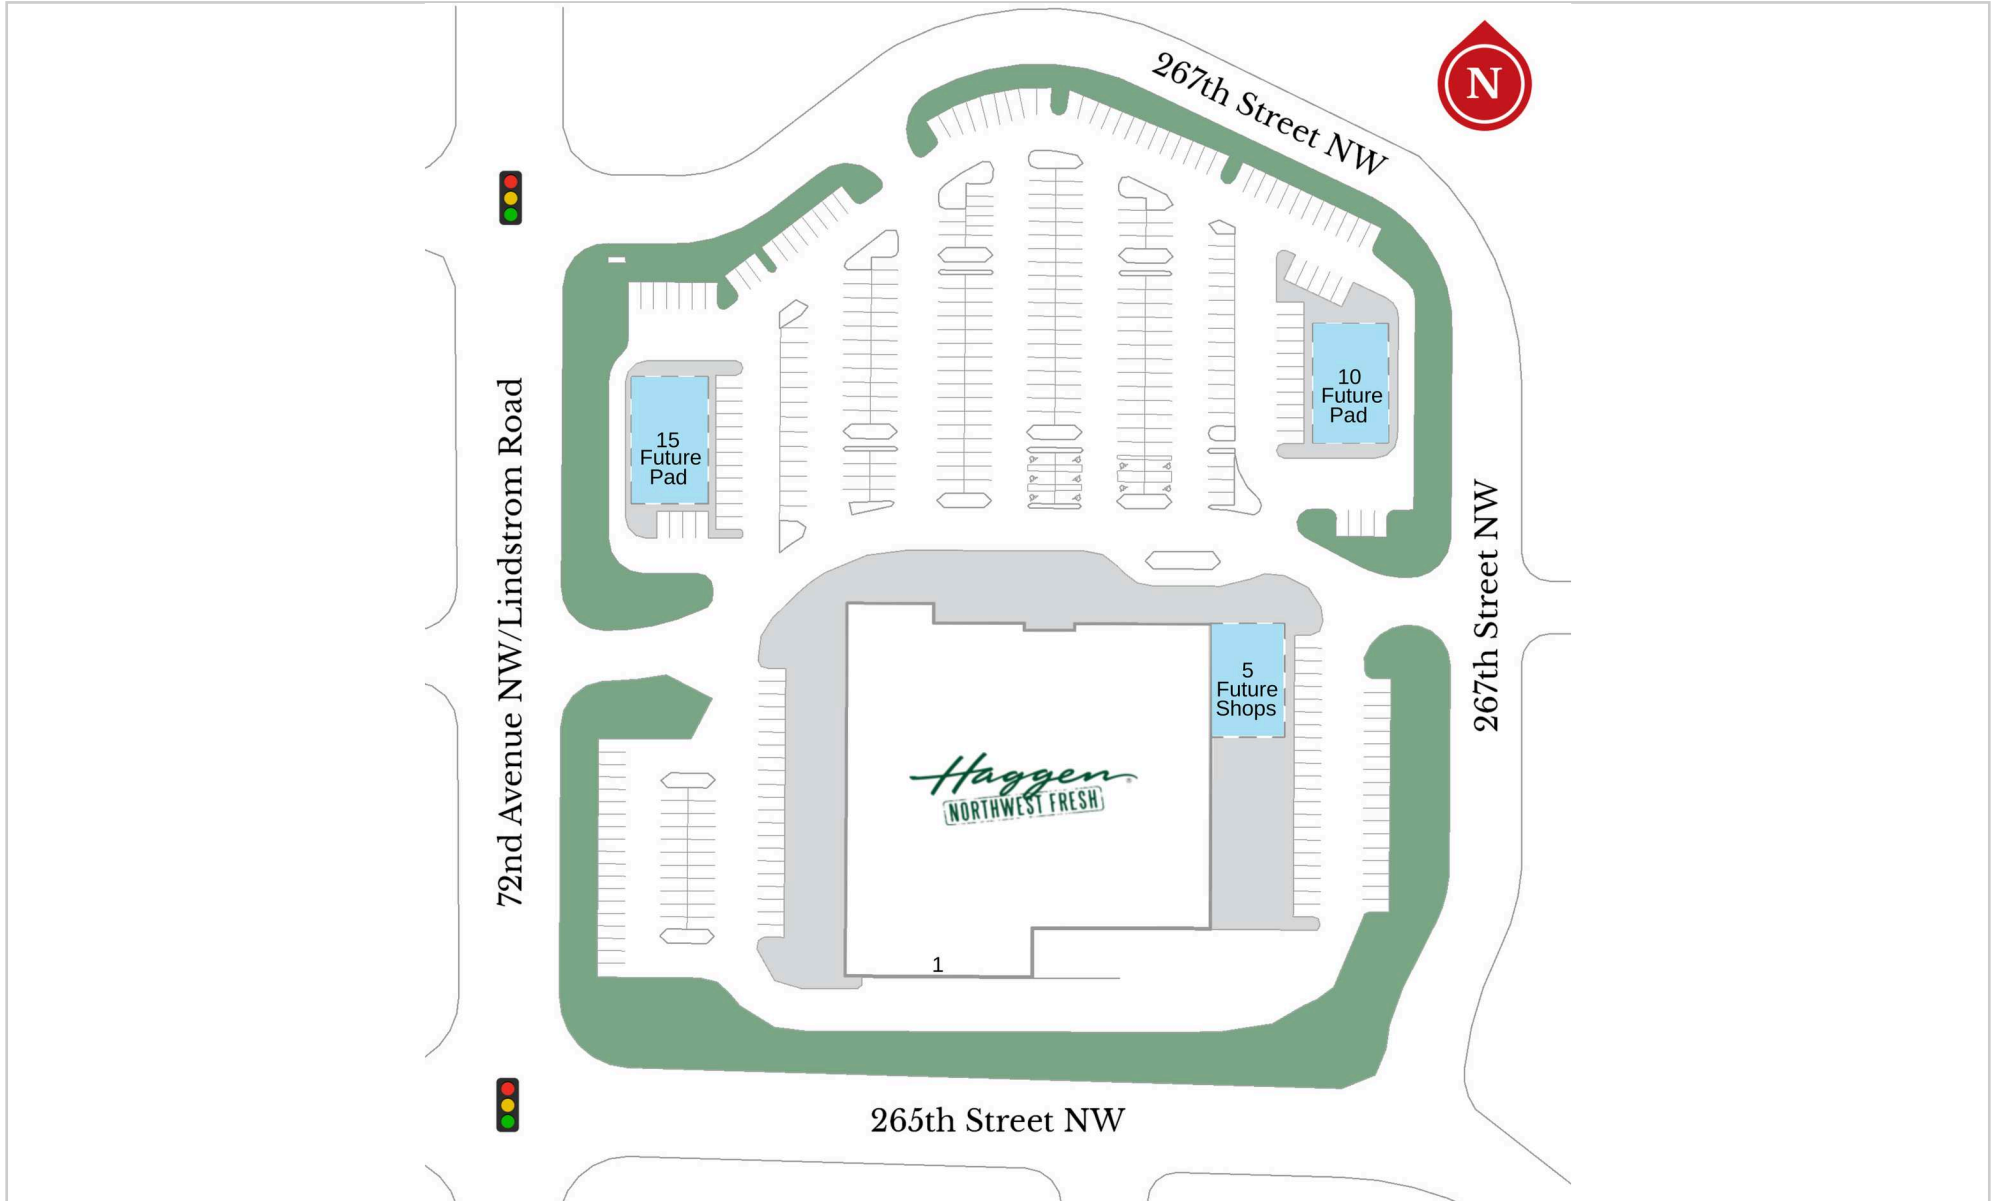 267th Street NW
N
10
Future
Pad
15
Future
Pad
72nd Avenue NW/Lindstrom Road
267th Street NW
5
Future
Shops
Haggen
NORTHWEST FRESH
1
265th Street NW